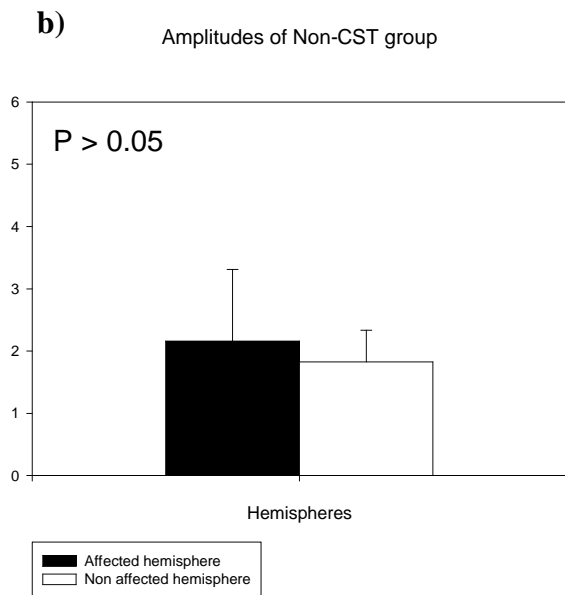 b)
Amplitudes of Non-CST group
6
P > 0.05
5
4
3
2
1
0
Hemispheres
Affected hemisphere
Non affected hemisphere